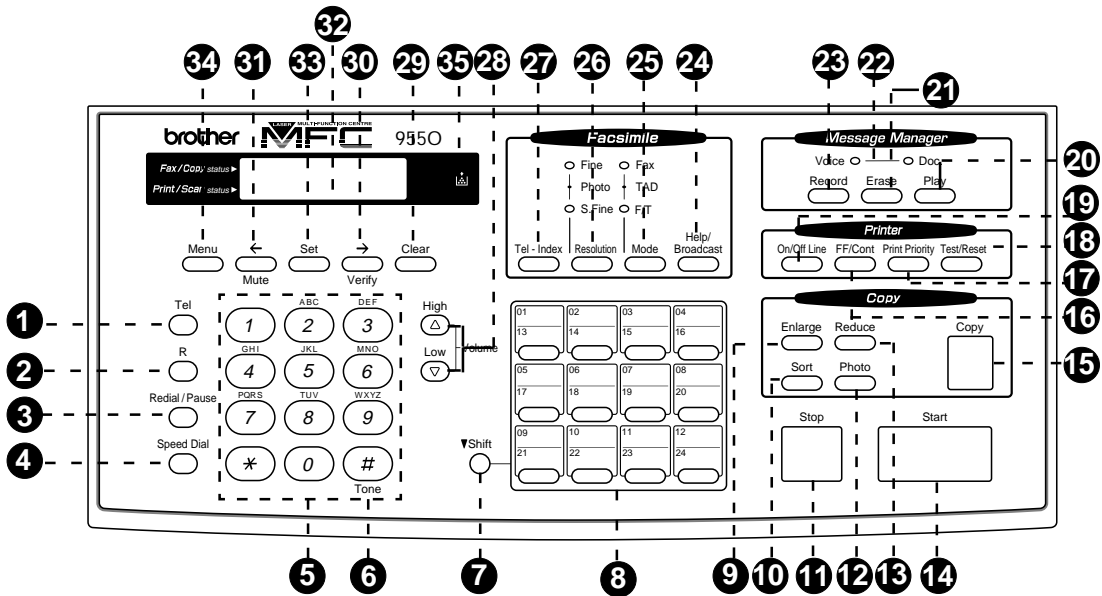 32
34 31 33 30 29 35 28 27 26 25 24 23 22 21
brother LASER MULTI-FUNCTION CENTRE MFC 9550
Fax/Copy status ▶
Print/Scan status ▶
Menu ← Set → Clear
Mute Verify
Facsimile
Fine Fax
Photo TAD
S.Fine F/T
Tel - Index Resolution Mode Help/
Broadcast
Message Manager
Voice Doc.
Record Erase Play
20
19
Printer
On/Off Line FF/Cont Print Priority Test/Reset
18
17
Copy
Enlarge Reduce Copy
Sort Photo
16
15
1 Tel
2 R
3 Redial / Pause
4 Speed Dial
ABC DEF
1 2 3
GHI JKL MNO
4 5 6
PQRS TUV WXYZ
7 8 9
* 0 #
Tone
High
Volume
Low
▼Shift
01 02 03 04
13 14 15 16
05 06 07 08
17 18 19 20
09 10 11 12
21 22 23 24
Stop Start
5 6 7 8 9 10 11 12 13 14